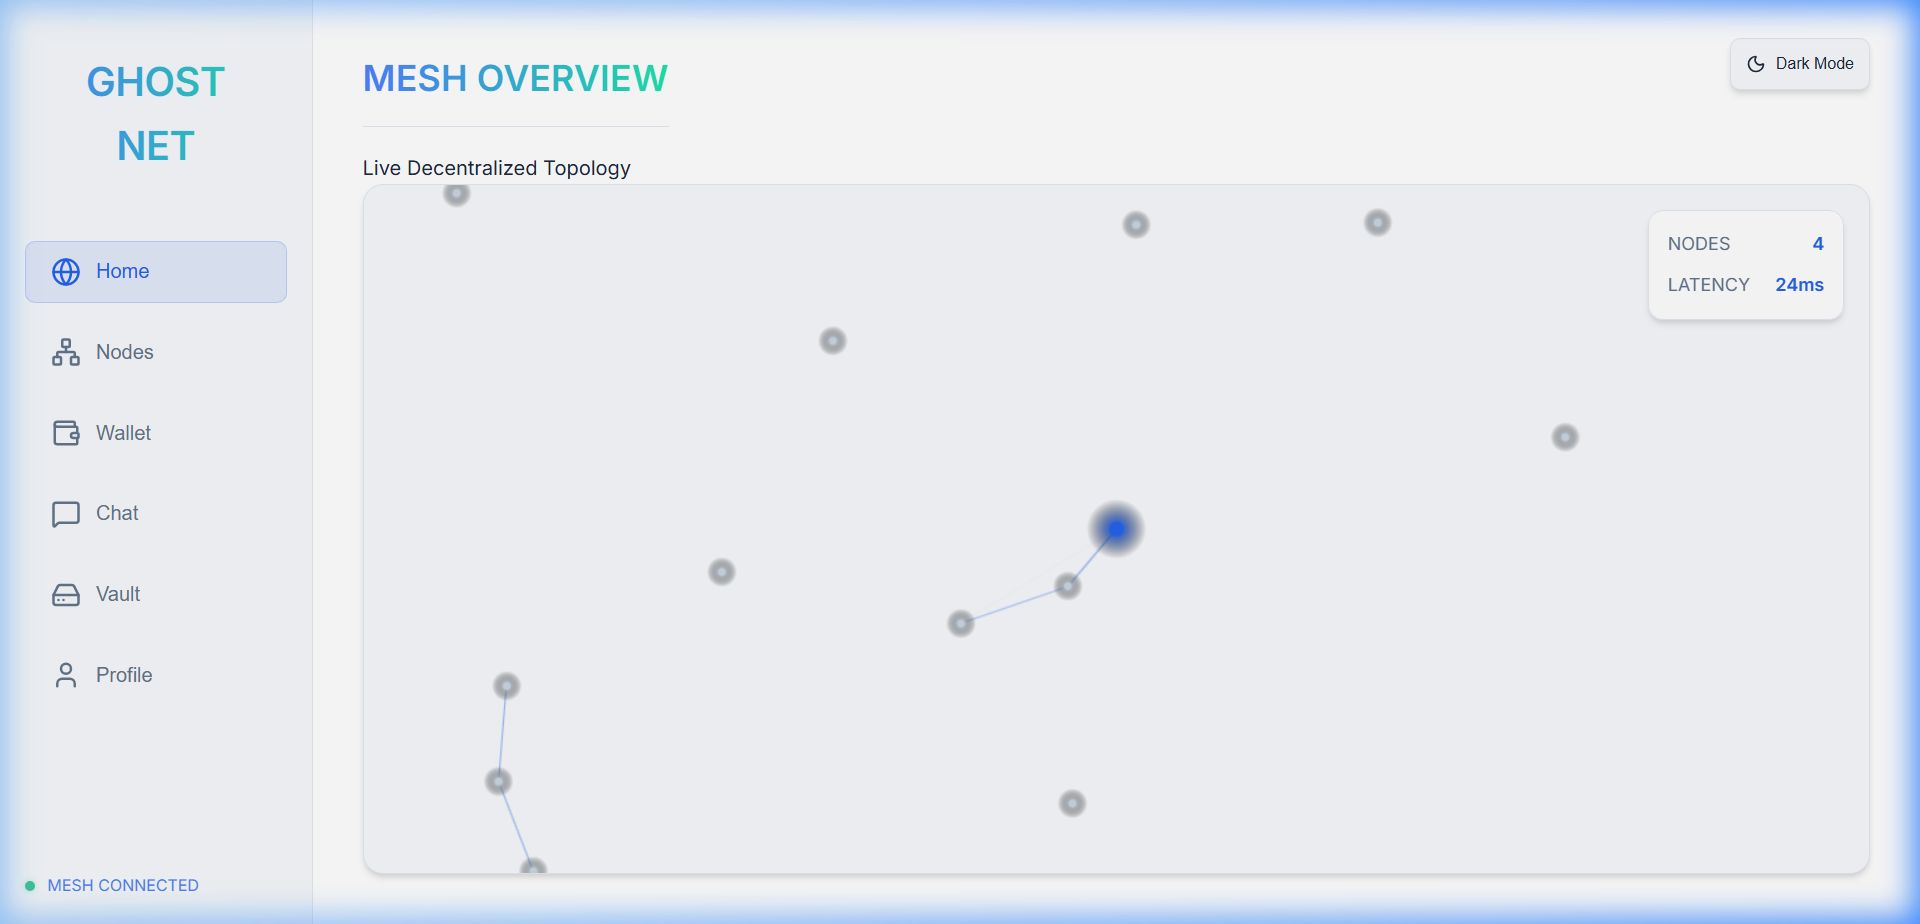 GHOST
NET
Home
Nodes
Wallet
Chat
Vault
Profile
MESH CONNECTED
MESH OVERVIEW
Dark Mode
Live Decentralized Topology
NODES 4
LATENCY 24ms